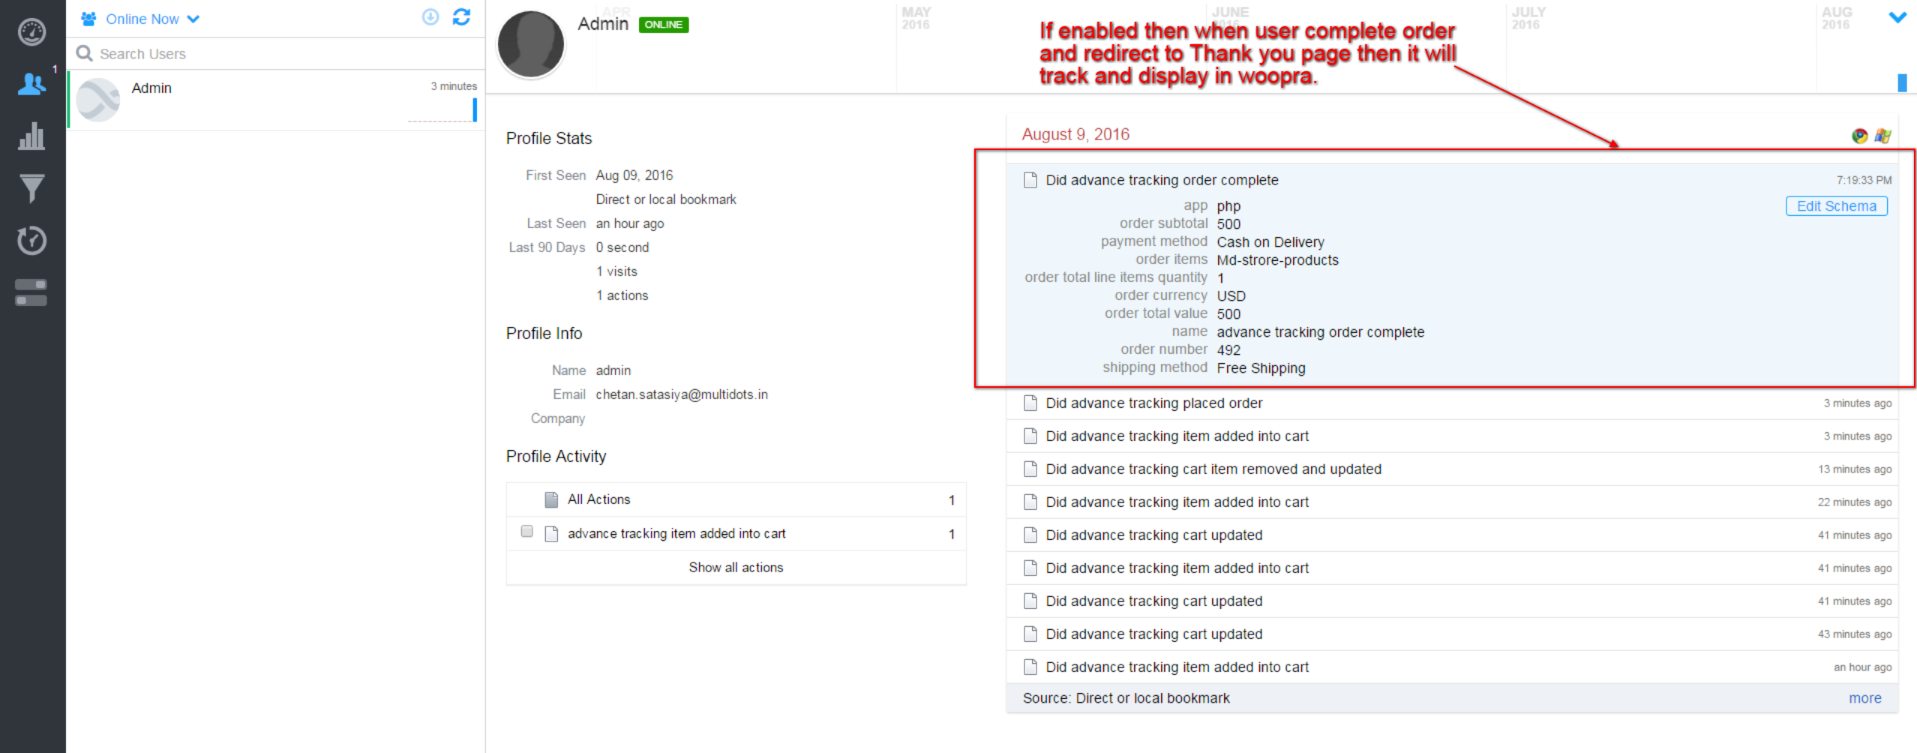 Online Now
Search Users
1
Admin
3 minutes
Admin
ONLINE
APR
MAY
2016
JUNE
JULY
2016
AUG
2016
If enabled then when user complete order
and redirect to Thank you page then it will
track and display in woopra.
Profile Stats
First Seen Aug 09, 2016
Direct or local bookmark
Last Seen an hour ago
Last 90 Days 0 second
1 visits
1 actions
Profile Info
Name admin
Email chetan.satasiya@multidots.in
Company
Profile Activity
All Actions 1
advance tracking item added into cart 1
Show all actions
August 9, 2016
Did advance tracking order complete 7:19:33 PM
Edit Schema
app php
order subtotal 500
payment method Cash on Delivery
order items Md-strore-products
order total line items quantity 1
order currency USD
order total value 500
name advance tracking order complete
order number 492
shipping method Free Shipping
Did advance tracking placed order 3 minutes ago
Did advance tracking item added into cart 3 minutes ago
Did advance tracking cart item removed and updated 13 minutes ago
Did advance tracking item added into cart 22 minutes ago
Did advance tracking cart updated 41 minutes ago
Did advance tracking item added into cart 41 minutes ago
Did advance tracking cart updated 41 minutes ago
Did advance tracking cart updated 43 minutes ago
Did advance tracking item added into cart an hour ago
Source: Direct or local bookmark more